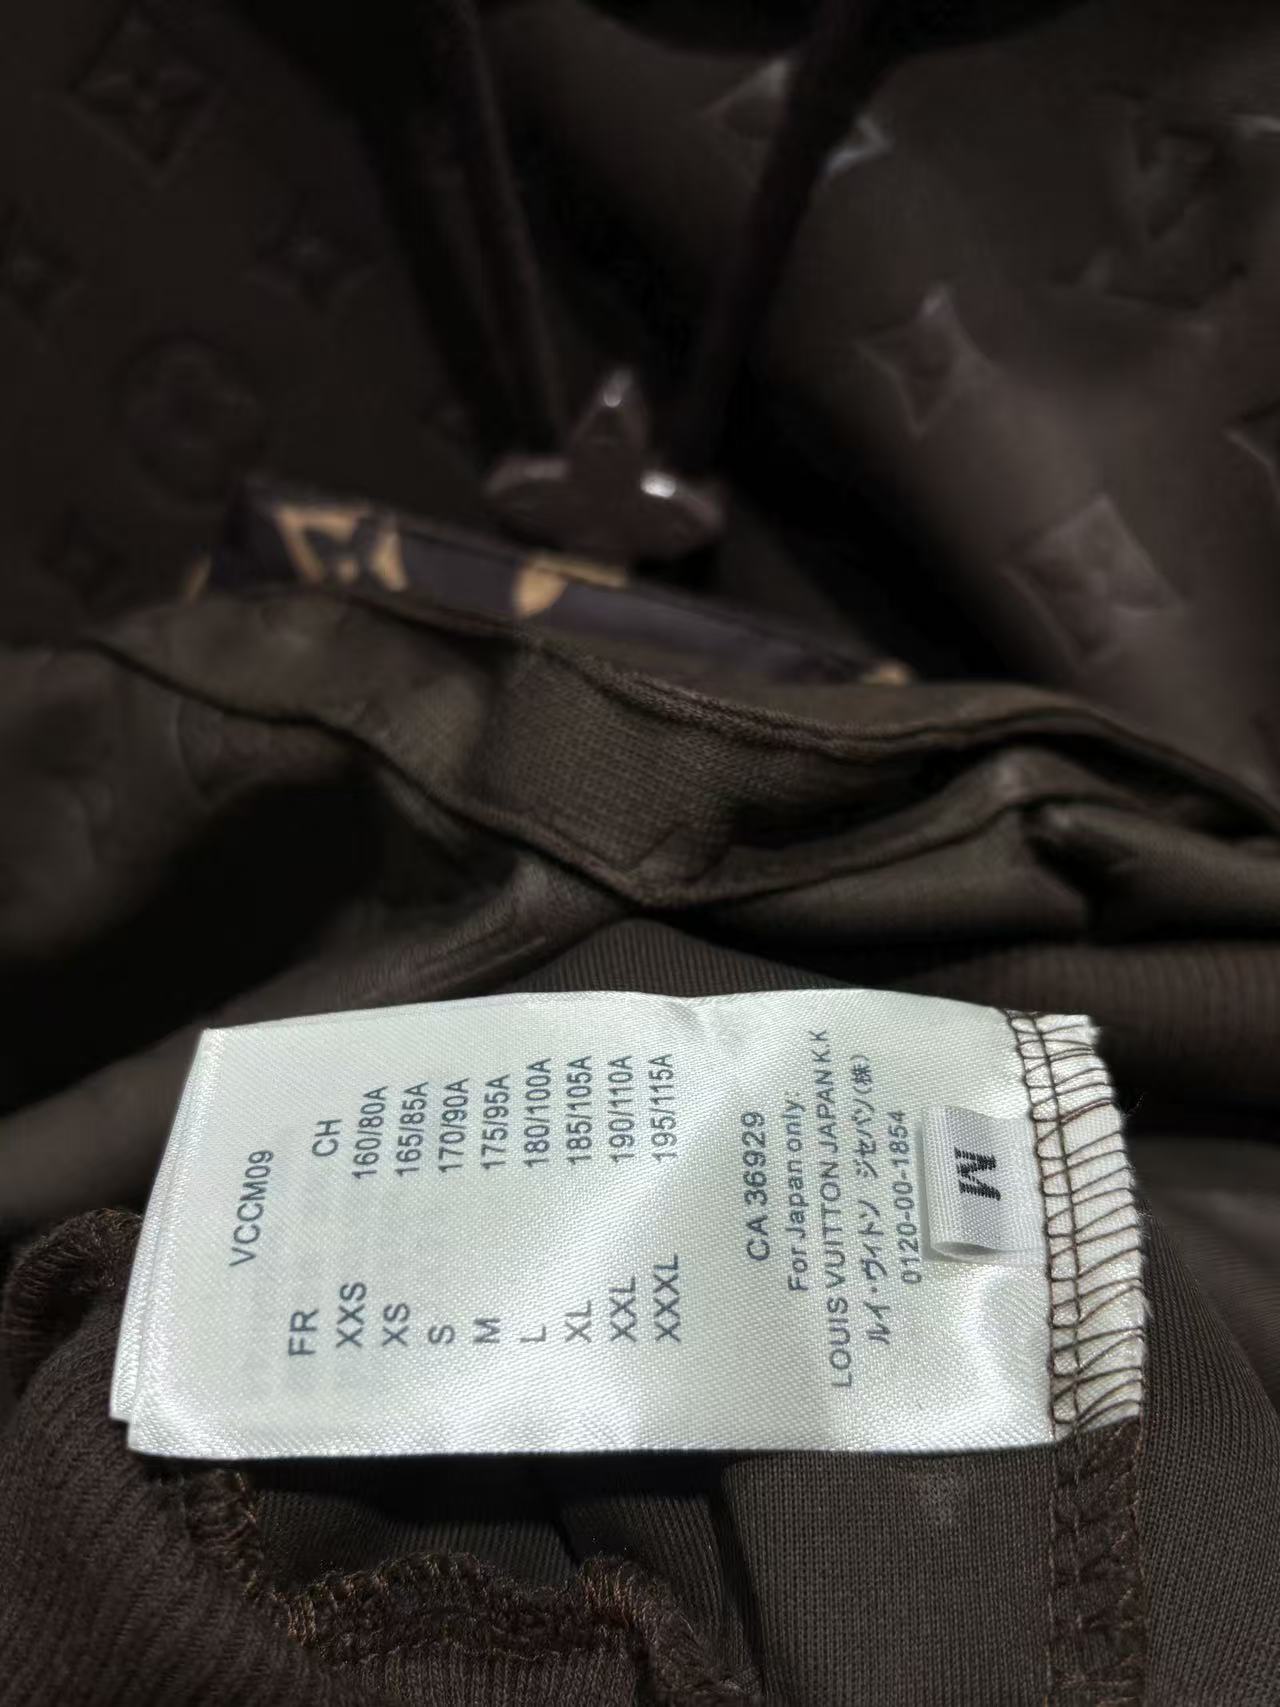 VCCM09
FR CH
XXS 160/80A
XS 165/85A
S 170/90A
M 175/95A
L 180/100A
XL 185/105A
XXL 190/110A
XXXL 195/115A
CA 36929
For Japan only
LOUIS VUITTON JAPAN K.K
ルイ・ヴィトン ジャパン(株)
0120-00-1854
M